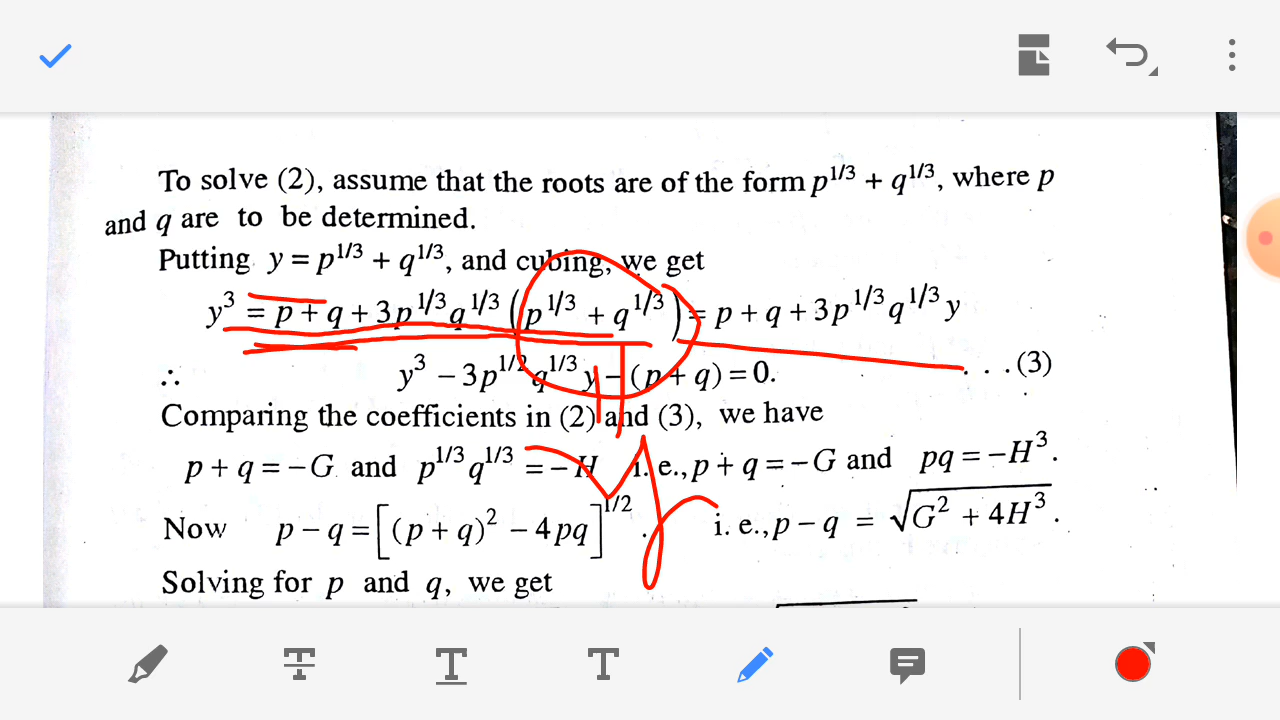 To solve (2), assume that the roots are of the form p^{1/3} + q^{1/3}, where p
and q are to be determined.
Putting y = p^{1/3} + q^{1/3}, and cubing, we get
y^3 = p + q + 3p^{1/3} q^{1/3} (p^{1/3} + q^{1/3}) = p + q + 3p^{1/3} q^{1/3} y
∴ y^3 − 3p^{1/3} q^{1/3} y − (p + q) = 0. . . .(3)
Comparing the coefficients in (2) and (3), we have
p + q = − G and p^{1/3} q^{1/3} = − H i. e., p + q = − G and pq = − H^3.
Now p − q = [(p + q)^2 − 4pq]^{1/2}. i. e., p − q = √(G^2 + 4H^3).
Solving for p and q, we get
y
T T T